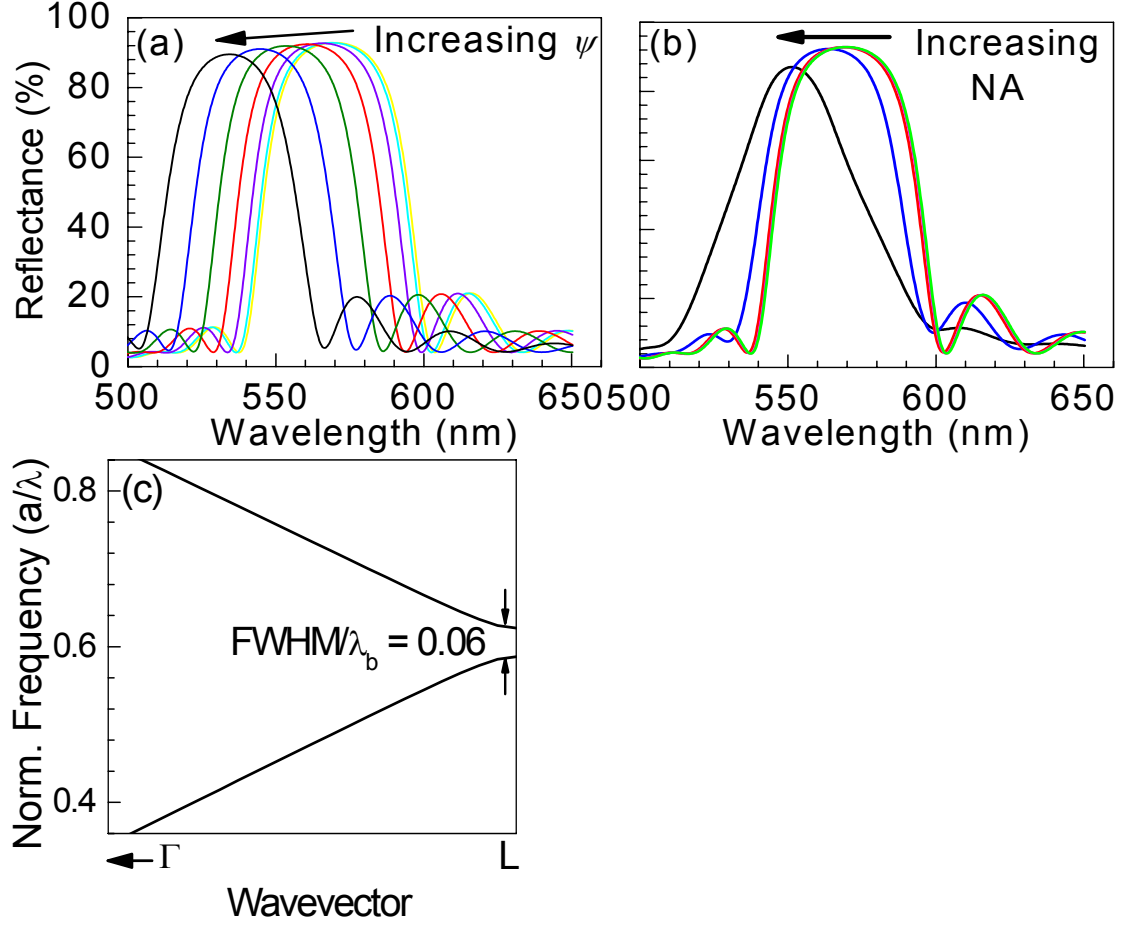 (a)
Increasing ψ
100
80
60
40
20
0
Reflectance (%)
500
550
600
650
Wavelength (nm)
(b)
Increasing
NA
500
550
600
650
Wavelength (nm)
(c)
0.8
0.6
0.4
Norm. Frequency (a/λ)
FWHM/λb = 0.06
Γ
L
Wavevector